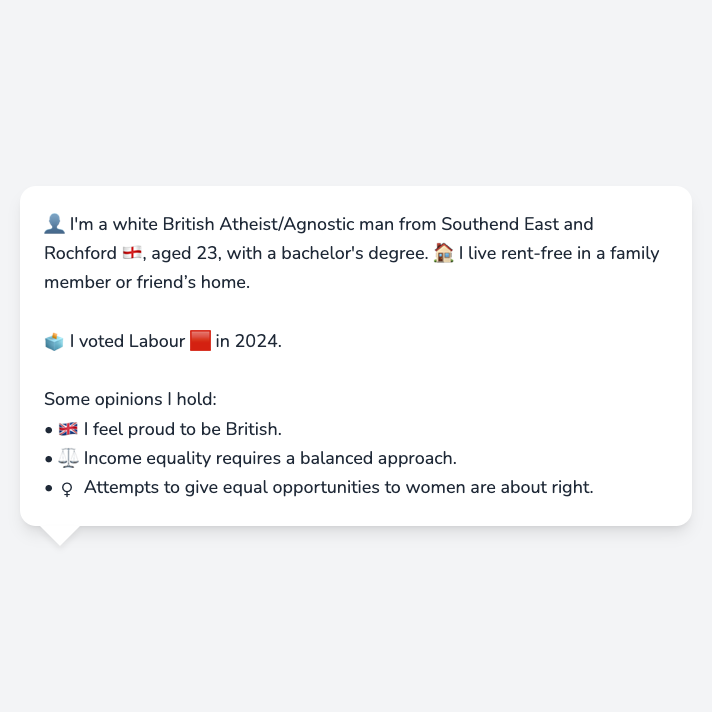 👤 I'm a white British Atheist/Agnostic man from Southend East and
Rochford 🏴󠁧󠁢󠁥󠁮󠁧󠁿, aged 23, with a bachelor's degree. 🏠 I live rent-free in a family
member or friend’s home.
🗳️ I voted Labour 🟥 in 2024.
Some opinions I hold:
• 🇬🇧 I feel proud to be British.
• ⚖️ Income equality requires a balanced approach.
• ♀ Attempts to give equal opportunities to women are about right.